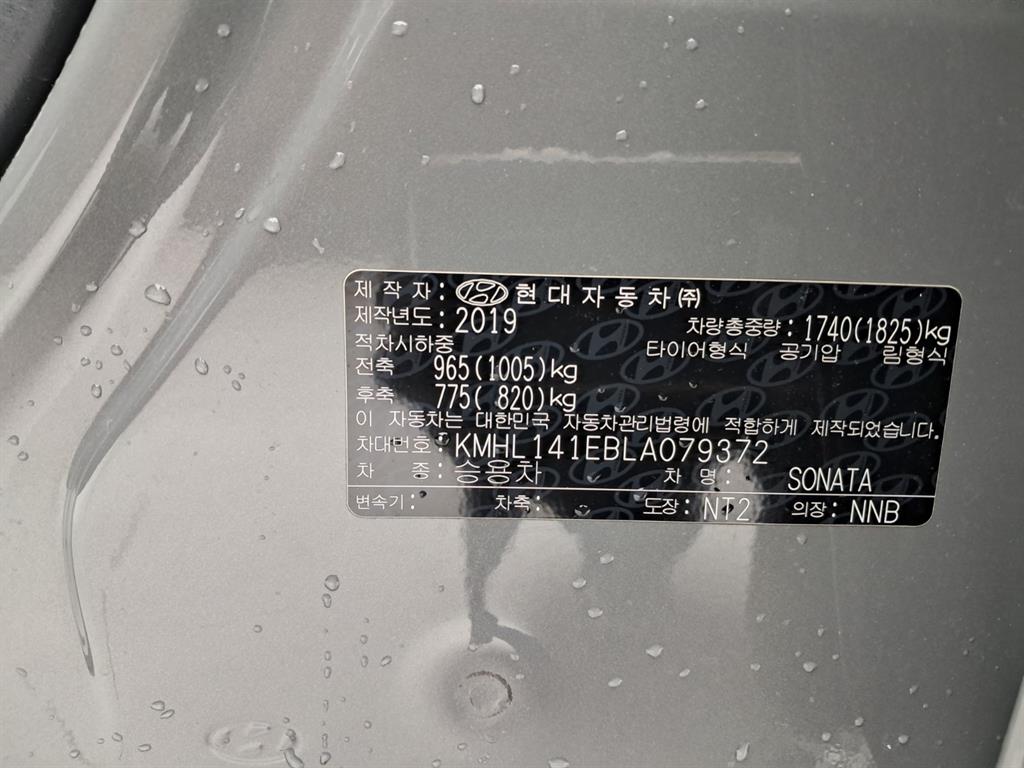 제 작 자 : 현대자동차㈜
제작년도 : 2019 차량총중량 : 1740(1825)kg
적차시하중 타이어형식 공기압 림형식
전축 965(1005)kg
후축 775( 820)kg
이 자동차는 대한민국 자동차관리법령에 적합하게 제작되었습니다.
차대번호 : KMHL141EBLA079372
차 종 : 승용차 차 명 : SONATA
변속기 : 차축 : 도장 : NT2 의장 : NNB